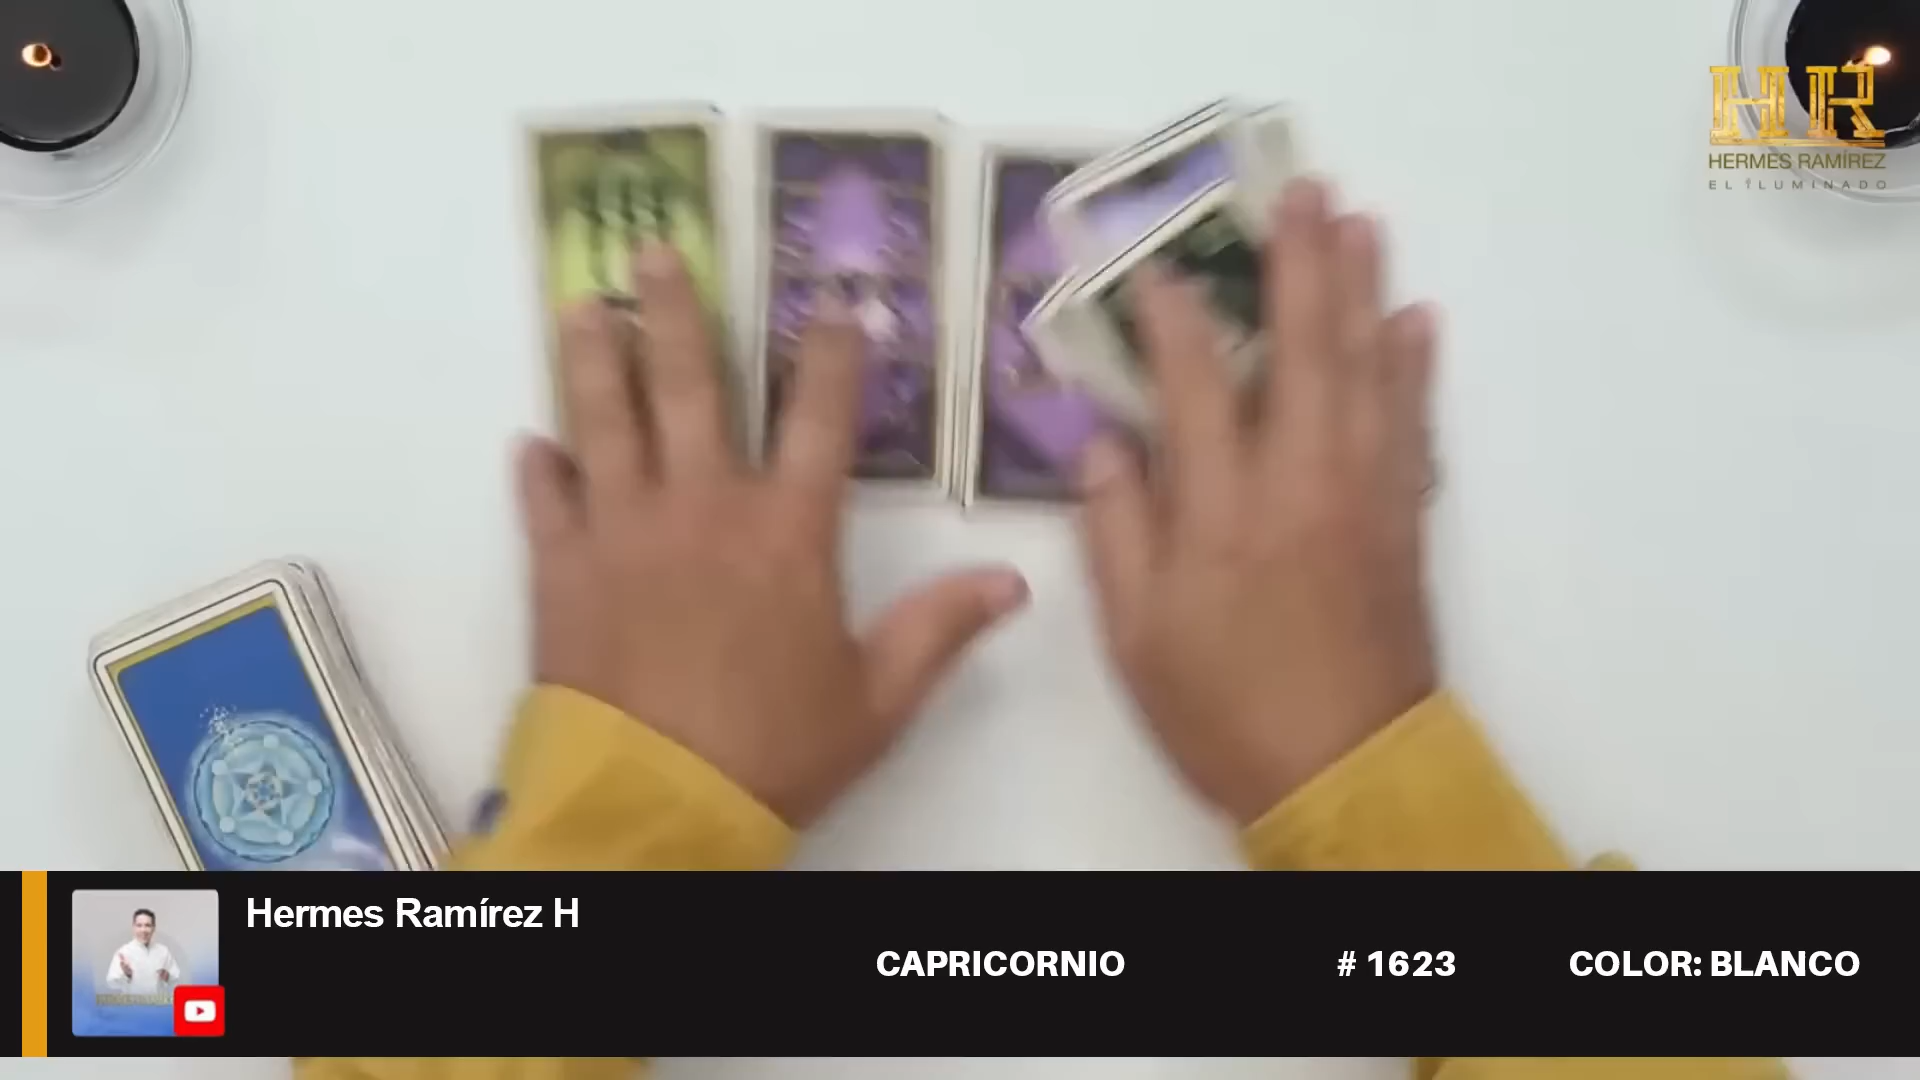 HR
HERMES RAMÍREZ
EL ILUMINADO
Hermes Ramírez H
CAPRICORNIO # 1623 COLOR: BLANCO